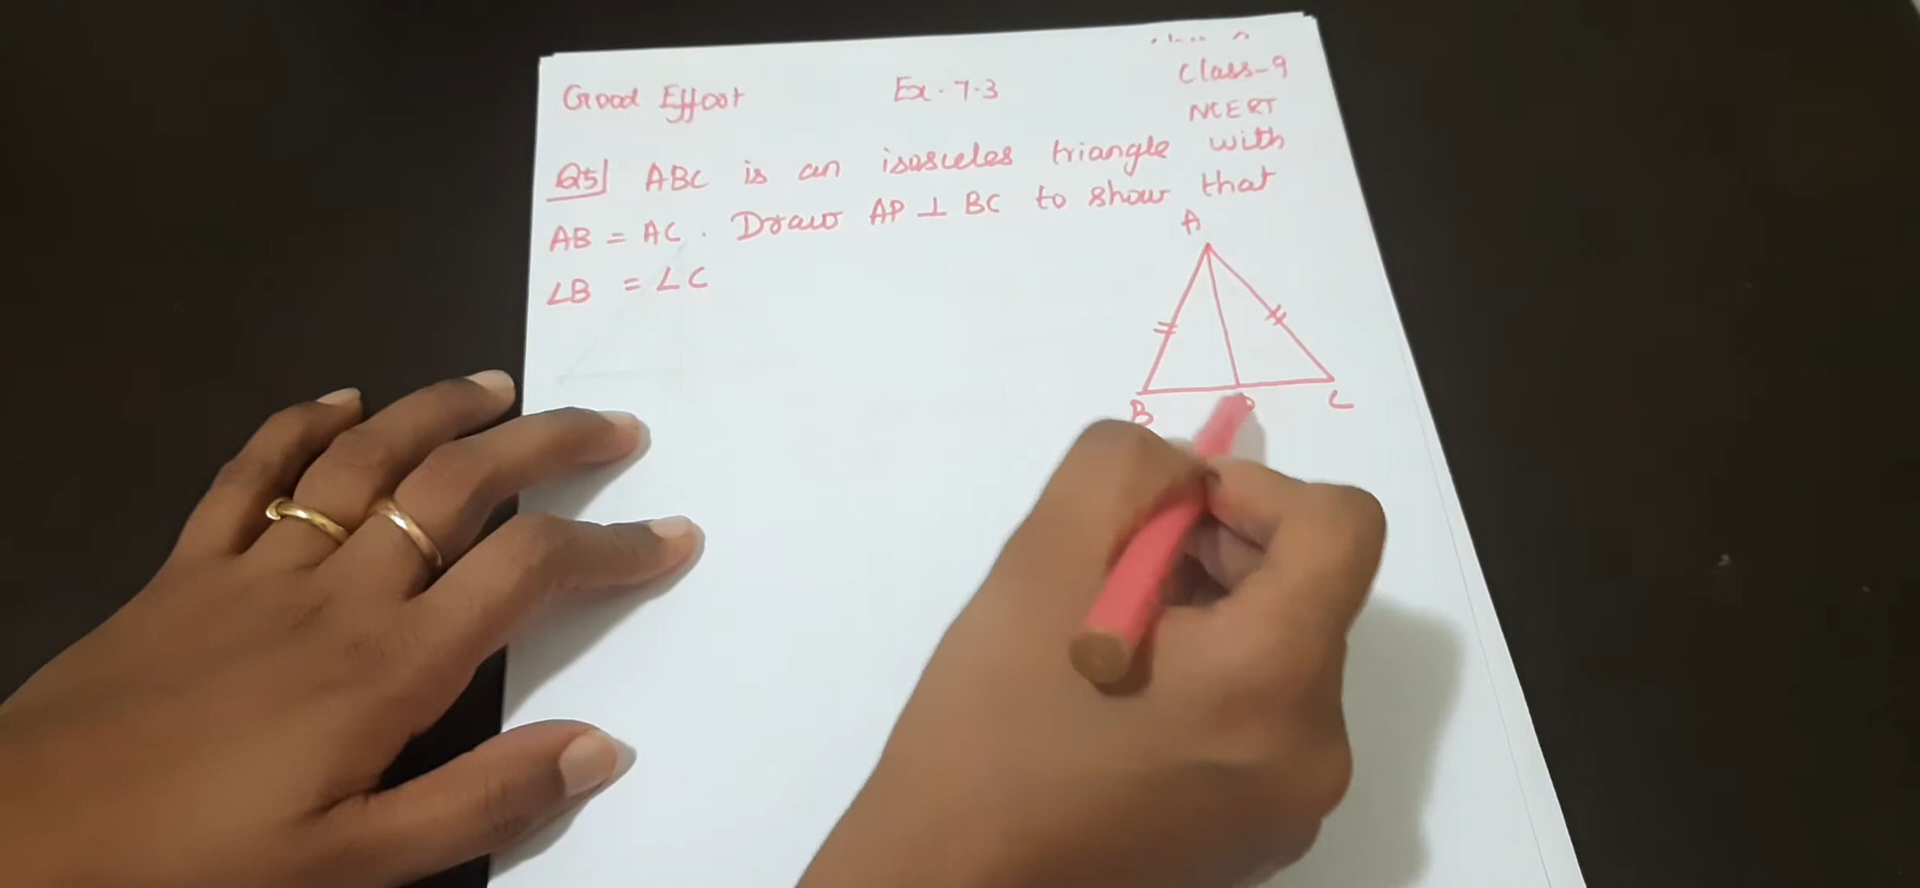 Good Effort Ex. 7.3 Class-9
NCERT
Q5) ABC is an isosceles triangle with
AB = AC. Draw AP ⊥ BC to show that
∠B = ∠C
A
B C